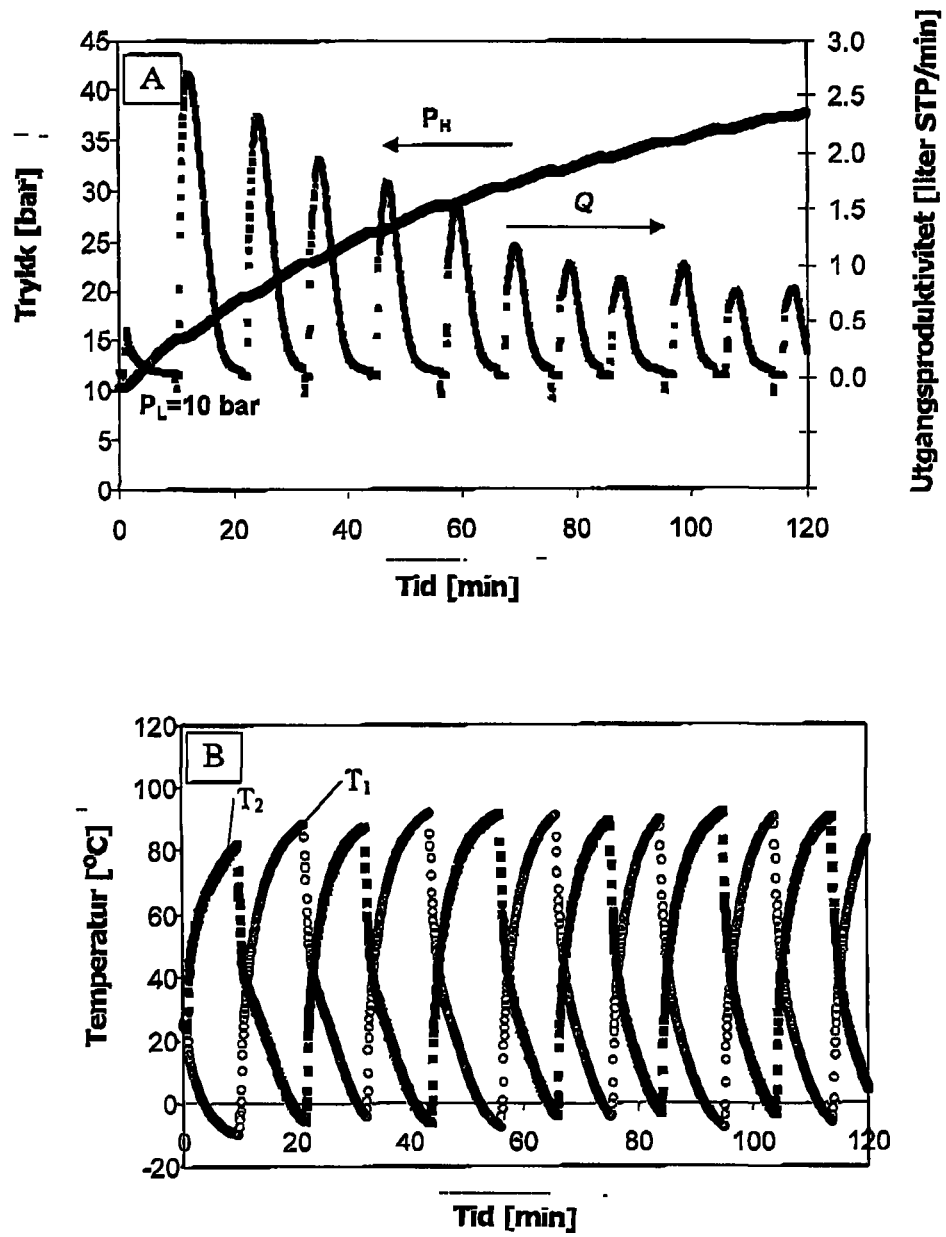 A
45
40
35
30
25
20
15
10
5
0
Trykk [bar]
P_H
Q
P_L=10 bar
3.0
2.5
2.0
1.5
1 0
0.5
0.0
Utgangsproduktivitet [liter STP/min]
0 20 40 60 80 100 120
Tid [min]
B
120
100
80
60
40
20
0
-20
Temperatur [°C]
T_2
T_1
0 20 40 60 80 100 120
Tid [min]